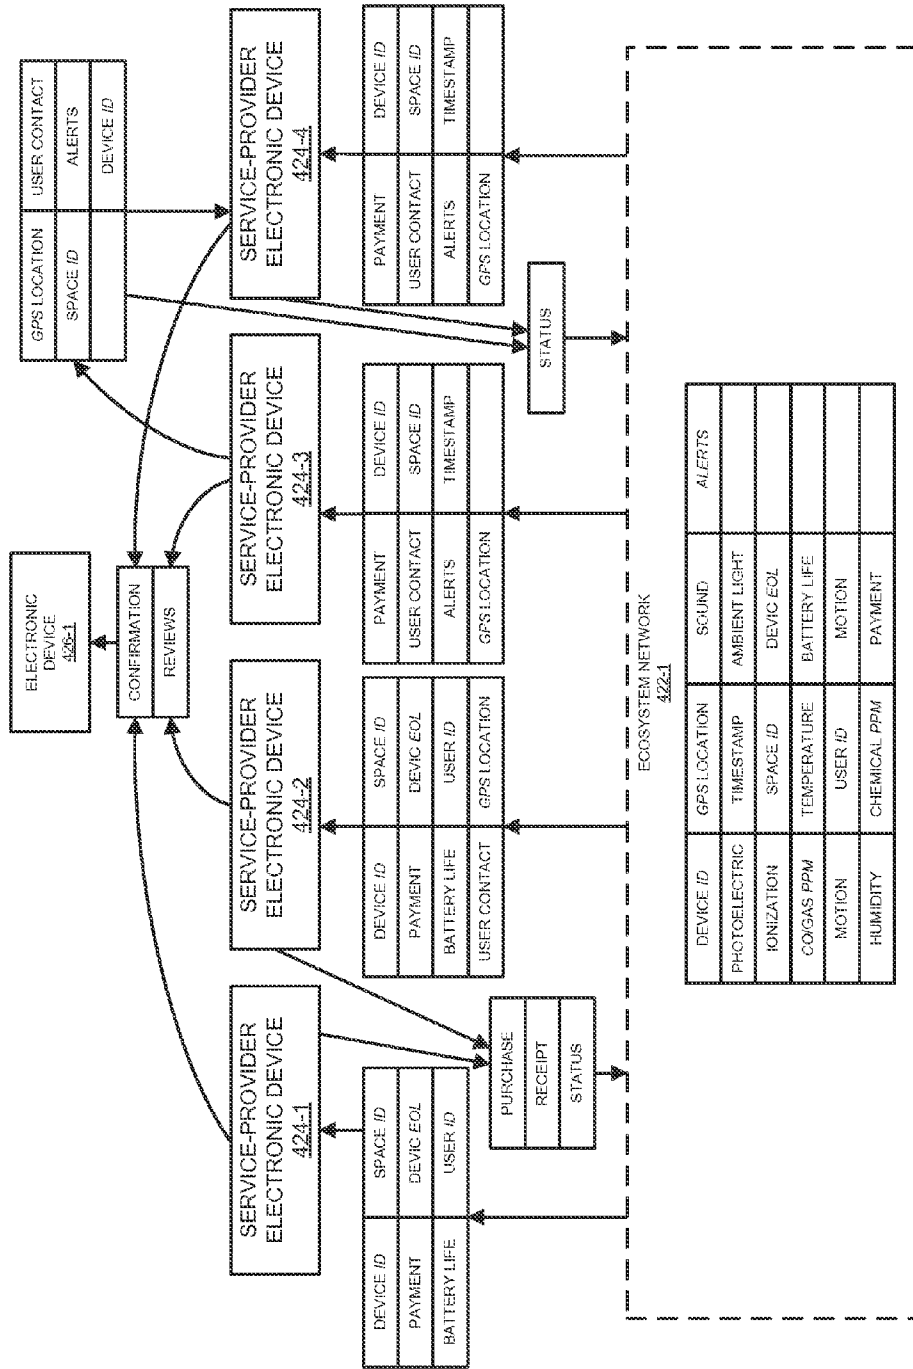 ELECTRONIC
DEVICE
426-1
CONFIRMATION
REVIEWS
GPS LOCATION USER CONTACT
SPACE ID ALERTS
DEVICE ID
SERVICE-PROVIDER
ELECTRONIC DEVICE
424-1
SERVICE-PROVIDER
ELECTRONIC DEVICE
424-2
SERVICE-PROVIDER
ELECTRONIC DEVICE
424-3
SERVICE-PROVIDER
ELECTRONIC DEVICE
424-4
DEVICE ID SPACE ID
PAYMENT DEVIC EOL
BATTERY LIFE USER ID
DEVICE ID SPACE ID
PAYMENT DEVIC EOL
BATTERY LIFE USER ID
USER CONTACT GPS LOCATION
PAYMENT DEVICE ID
USER CONTACT SPACE ID
ALERTS TIMESTAMP
GPS LOCATION
PAYMENT DEVICE ID
USER CONTACT SPACE ID
ALERTS TIMESTAMP
GPS LOCATION
PURCHASE
RECEIPT
STATUS
STATUS
ECOSYSTEM NETWORK
422-1
DEVICE ID GPS LOCATION SOUND ALERTS
PHOTOELECTRIC TIMESTAMP AMBIENT LIGHT
IONIZATION SPACE ID DEVIC EOL
CO/GAS PPM TEMPERATURE BATTERY LIFE
MOTION USER ID MOTION
HUMIDITY CHEMICAL PPM PAYMENT